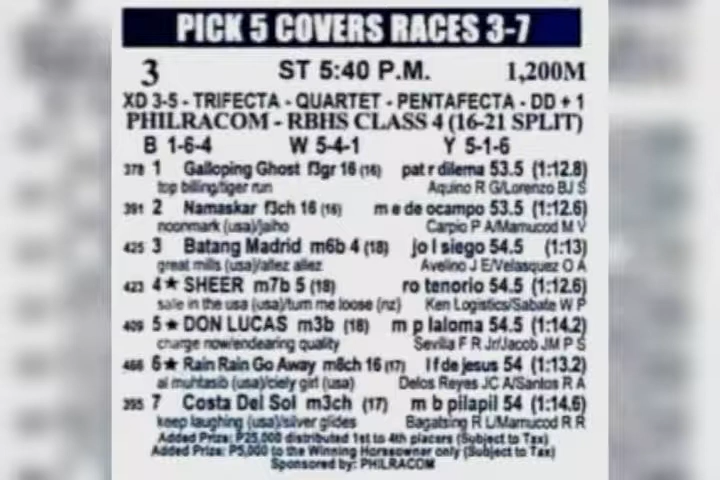 PICK 5 COVERS RACES 3-7
3 ST 5:40 P.M. 1,200M
XD 3-5 - TRIFECTA - QUARTET - PENTAFECTA - DD + 1
PHILRACOM - RBHS CLASS 4 (16-21 SPLIT)
B 1-6-4 W 5-4-1 Y 5-1-6
378 1 Galloping Ghost f3gr 16 (16) pat r dilema 53.5 (1:12.8)
top billing/tiger run Aquino R G/Lorenzo BJ S
391 2 Namaskar f3ch 16 (16) m e de ocampo 53.5 (1:12.6)
noonmark (usa)/jaiho Carpio P A/Mamucod M V
425 3 Batang Madrid m6b 4 (18) jo l siego 54.5 (1:13)
great mills (usa)/allez allez Avelino J E/Velasquez O A
423 4★ SHEER m7b 5 (18) ro tenorio 54.5 (1:12.6)
sale in the usa (usa)/turn me loose (nz) Ken Logistics/Sabate W P
409 5★ DON LUCAS m3b (18) m p laloma 54.5 (1:14.2)
charge now/endearing quality Sevilla F R Jr/Jacob JM P S
466 6★ Rain Rain Go Away m8ch 16 (17) l f de jesus 54 (1:13.2)
al muhtasib (usa)/ciely girl (usa) Delos Reyes JC A/Santos R A
395 7 Costa Del Sol m3ch (17) m b pilapil 54 (1:14.6)
keep laughing (usa)/silver glides Bagatsing R L/Mamucod R R
Added Prize: P25,000 distributed 1st to 4th placers (Subject to Tax)
Added Prize: P5,000 to the Winning Horseowner only (Subject to Tax)
Sponsored by: PHILRACOM